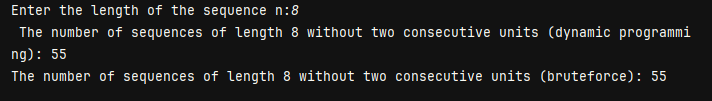 Enter the length of the sequence n:8
The number of sequences of length 8 without two consecutive units (dynamic programmi
ng): 55
The number of sequences of length 8 without two consecutive units (bruteforce): 55